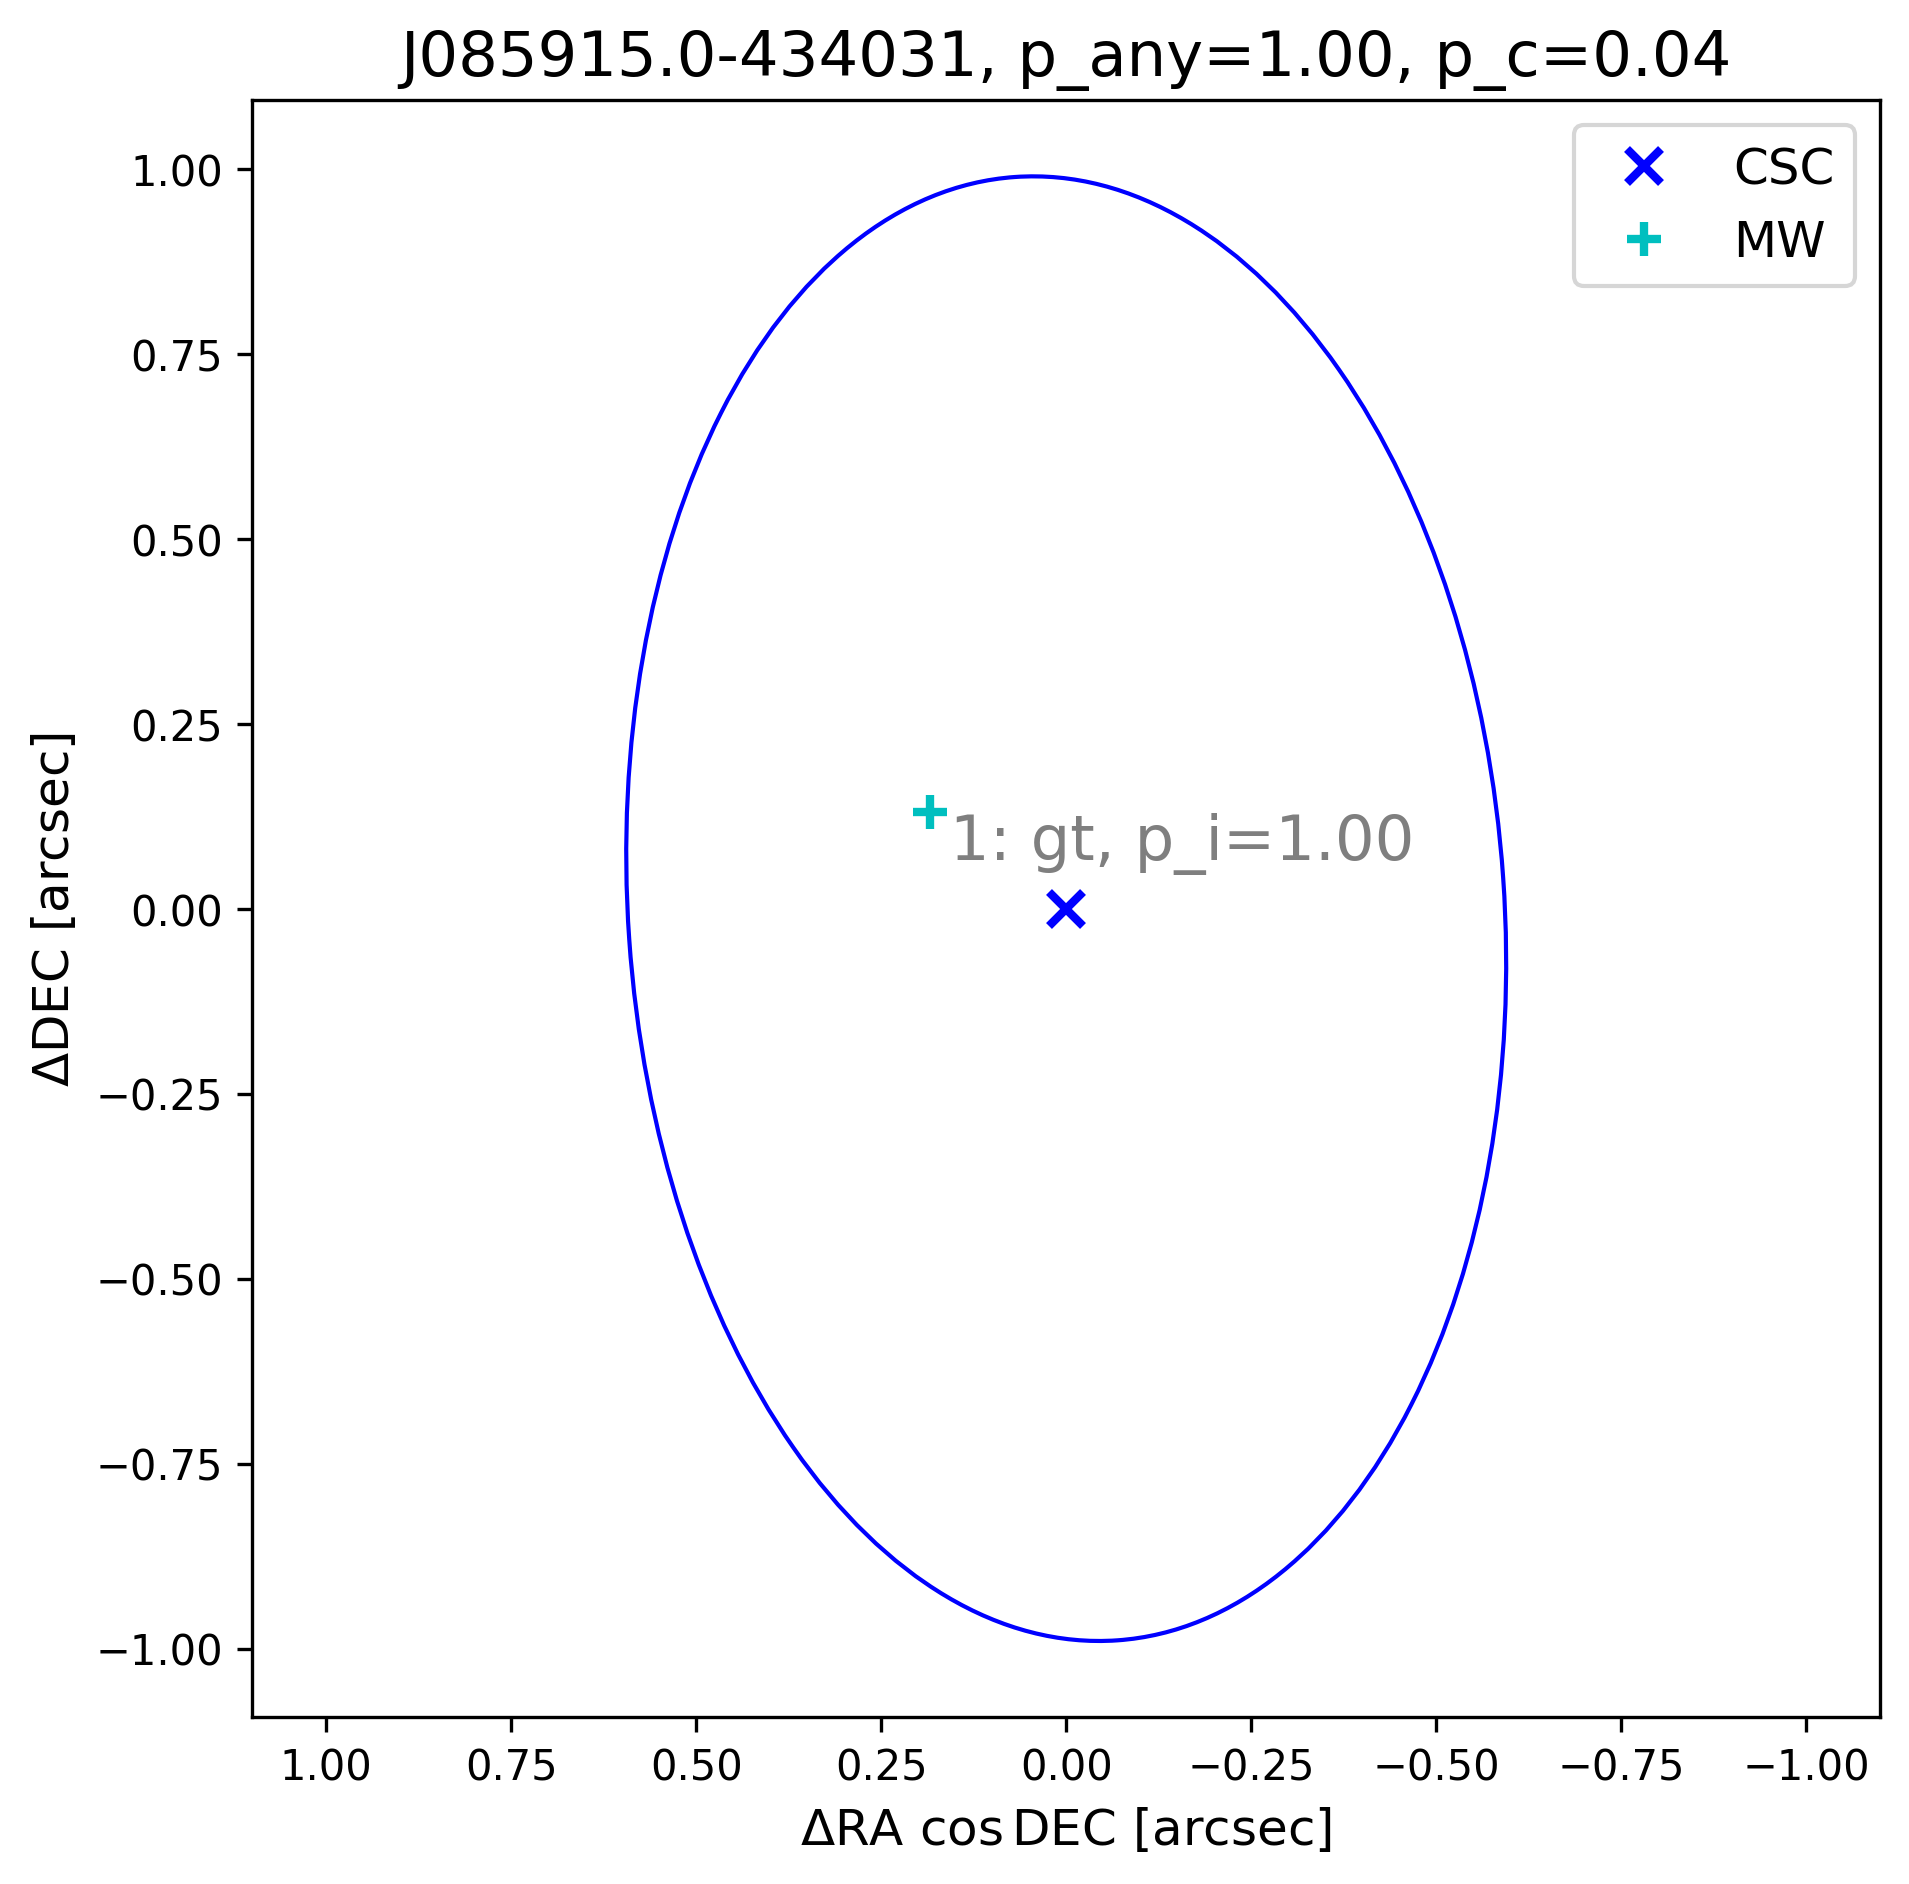 J085915.0-434031, p_any=1.00, p_c=0.04
CSC
MW
1.00
0.75
0.50
0.25
0.00
−0.25
−0.50
−0.75
−1.00
ΔDEC [arcsec]
1: gt, p_i=1.00
1.00 0.75 0.50 0.25 0.00 −0.25 −0.50 −0.75 −1.00
ΔRA cos DEC [arcsec]